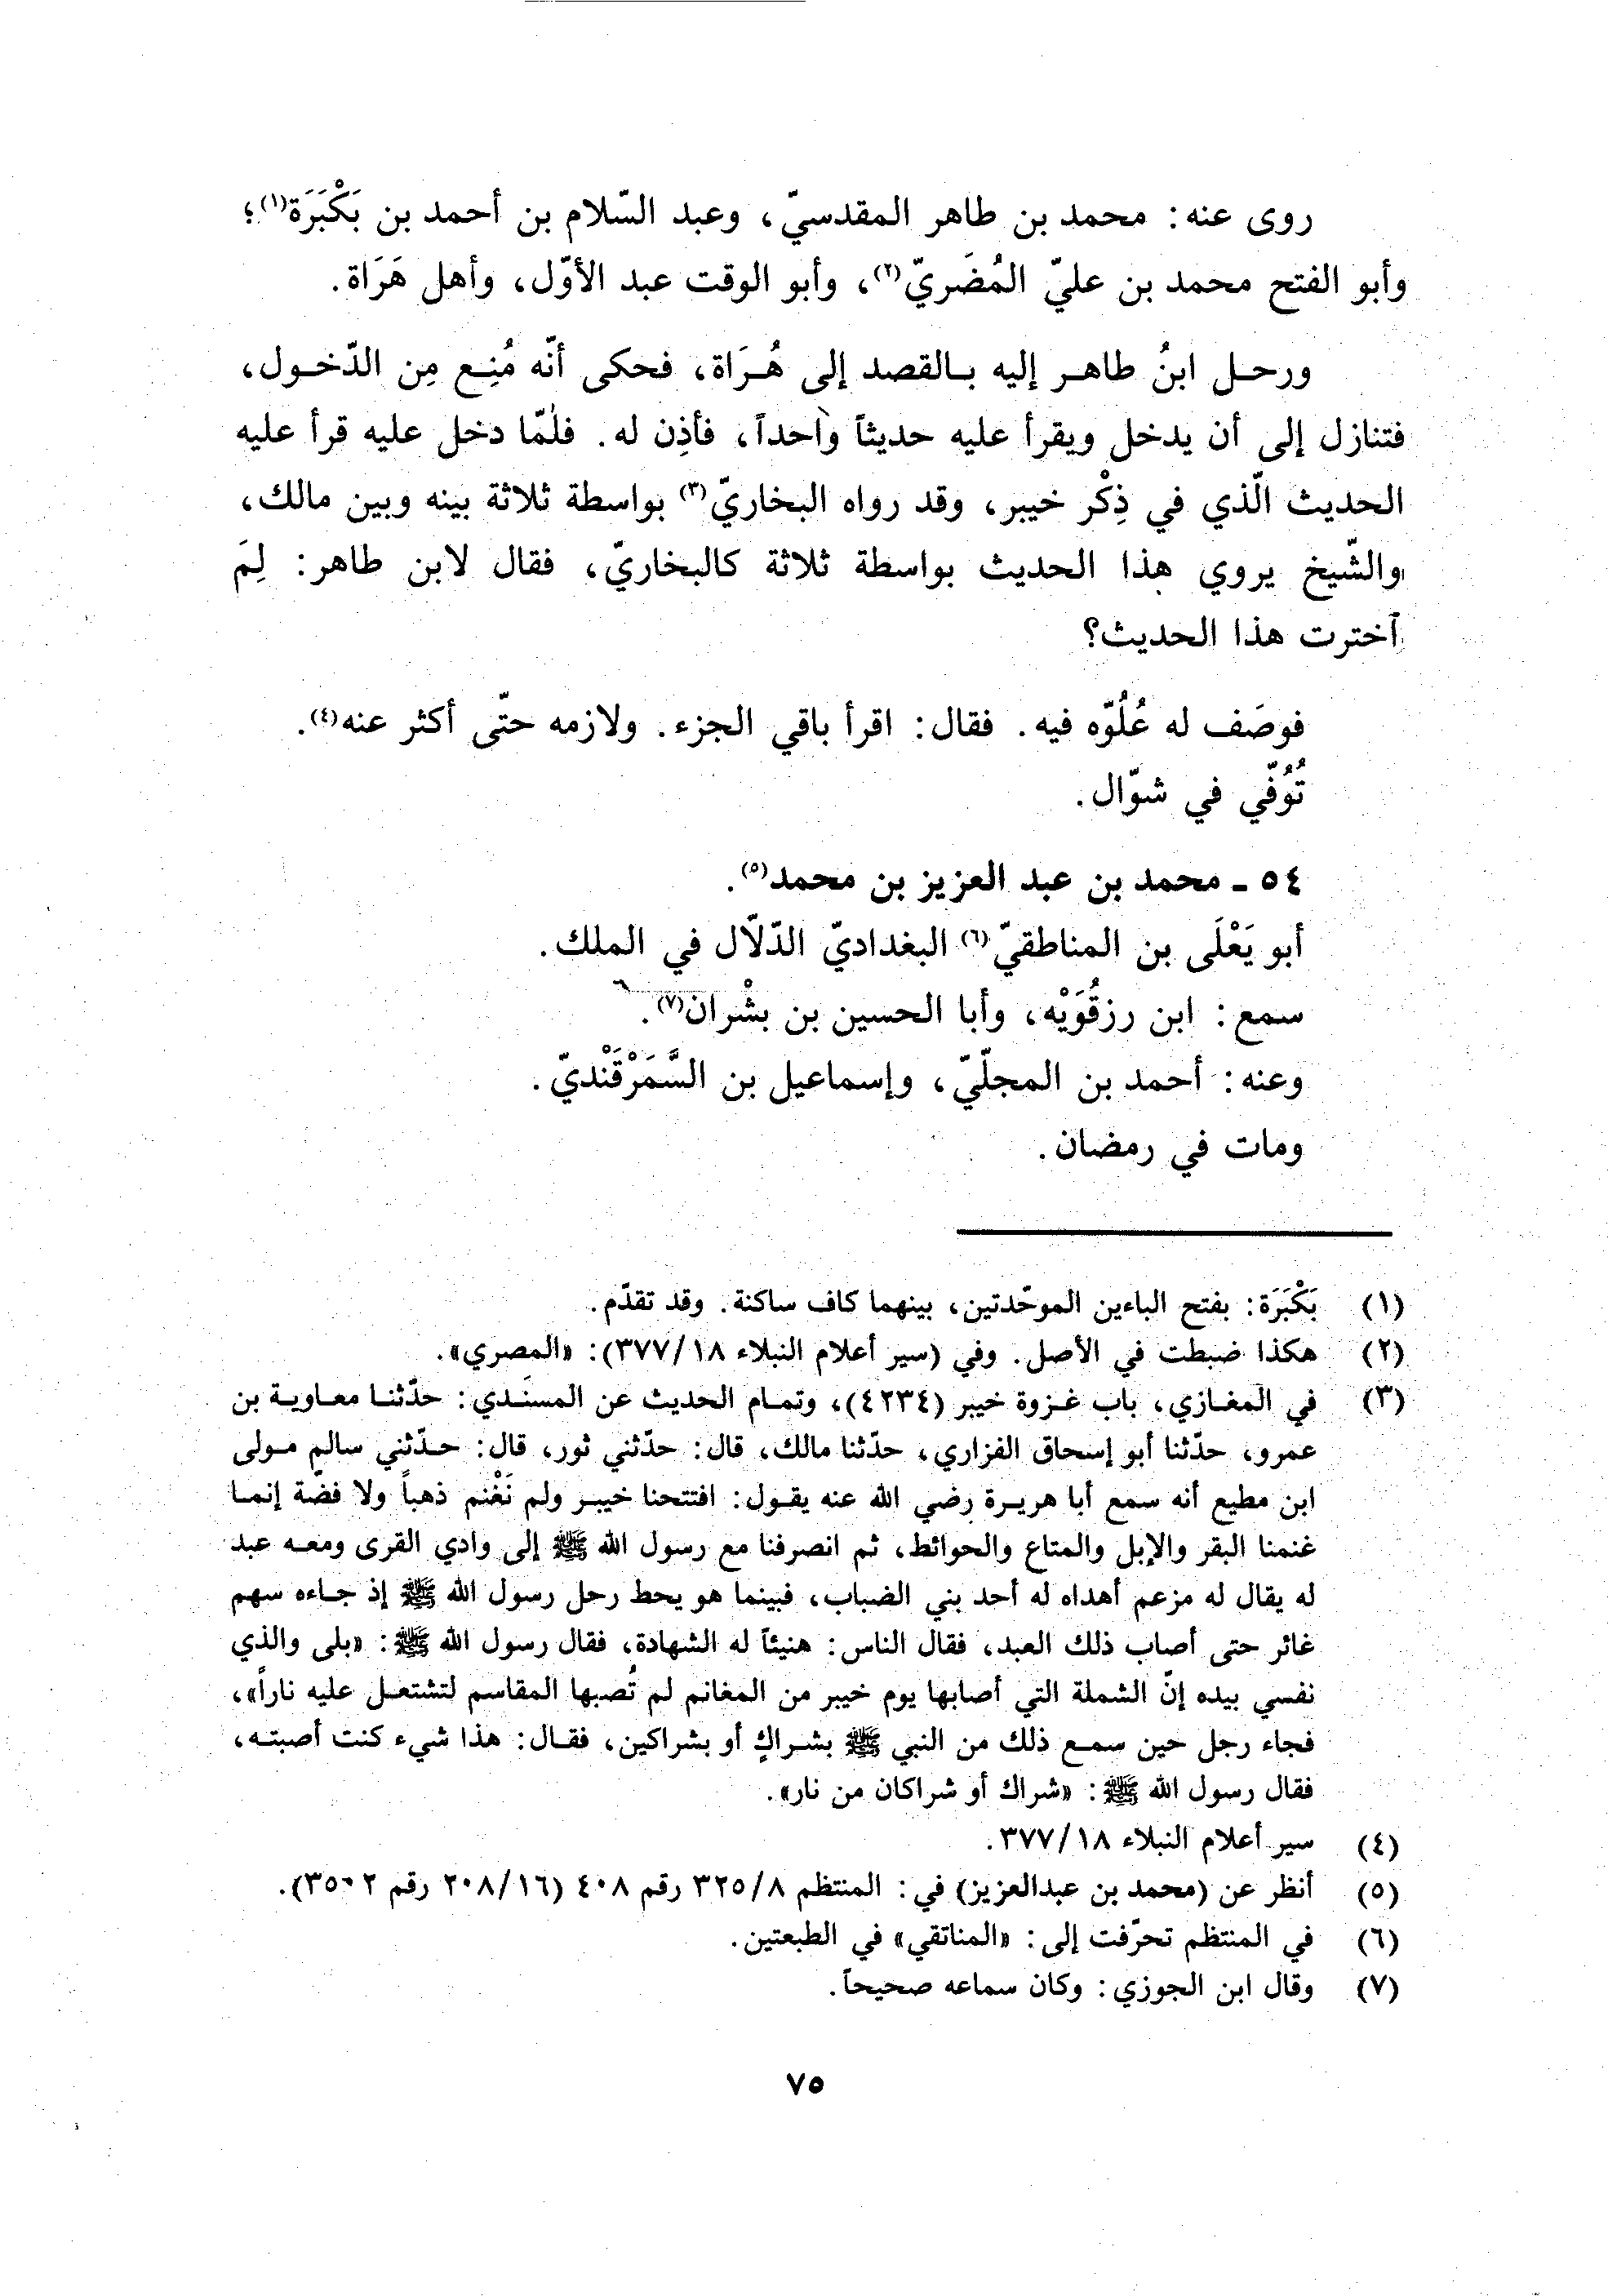 روى عنه: محمد بن طاهر المقدسيّ، وعبد السّلام بن أحمد بن بَكْبَرَة(١)؛
وأبو الفتح محمد بن عليّ المُضَريّ(٢)، وأبو الوقت عبد الأوّل، وأهل هَرَاة.
ورحل ابنُ طاهر إليه بالقصد إلى هُرَاة، فحكى أنّه مُنِع مِن الدّخول،
فتنازل إلى أن يدخل ويقرأ عليه حديثاً واحداً، فأذِن له. فلمّا دخل عليه قرأ عليه
الحديث الّذي في ذِكْر خيبر، وقد رواه البخاريّ(٣) بواسطة ثلاثة بينه وبين مالك،
والشّيخ يروي هذا الحديث بواسطة ثلاثة كالبخاريّ، فقال لابن طاهر: لِمَ
آخترت هذا الحديث؟
فوصَف له عُلُوّه فيه. فقال: اقرأ باقي الجزء. ولازمه حتّى أكثر عنه(٤).
تُوُفّي في شوّال.
٥٤ ـ محمد بن عبد العزيز بن محمد(٥).
أبو يَعْلَى بن المناطقيّ(٦) البغداديّ الدّلّال في الملك.
سمع: ابن رزقُوَيْه، وأبا الحسين بن بشْران(٧).
وعنه: أحمد بن المجلّيّ، وإسماعيل بن السَّمَرْقَنْديّ.
ومات في رمضان.
(١) بَكْبَرَة: بفتح الباءين الموحّدتين، بينهما كاف ساكنة. وقد تقدّم.
(٢) هكذا ضبطت في الأصل. وفي (سير أعلام النبلاء ٣٧٧/١٨): «المصري».
(٣) في المغازي، باب غزوة خيبر (٤٢٣٤)، وتمام الحديث عن المسنَدي: حدّثنا معاوية بن
عمرو، حدّثنا أبو إسحاق الفزاري، حدّثنا مالك، قال: حدّثني ثور، قال: حدّثني سالم مولى
ابن مطيع أنه سمع أبا هريرة رضي الله عنه يقول: افتتحنا خيبر ولم نَغْنم ذهباً ولا فضّة إنما
غنمنا البقر والإبل والمتاع والحوائط، ثم انصرفنا مع رسول الله ﷺ إلى وادي القرى ومعه عبد
له يقال له مزعم أهداه له أحد بني الضباب، فبينما هو يحط رحل رسول الله ﷺ إذ جاءه سهم
غائر حتى أصاب ذلك العبد، فقال الناس: هنيئاً له الشهادة، فقال رسول الله ﷺ: «بلى والذي
نفسي بيده إنّ الشملة التي أصابها يوم خيبر من المغانم لم تُصبها المقاسم لتشتعل عليه ناراً»،
فجاء رجل حين سمع ذلك من النبي ﷺ بشراكٍ أو بشراكين، فقال: هذا شيء كنت أصبته،
فقال رسول الله ﷺ: «شراك أو شراكان من نار».
(٤) سير أعلام النبلاء ٣٧٧/١٨.
(٥) أنظر عن (محمد بن عبدالعزيز) في: المنتظم ٣٢٥/٨ رقم ٤٠٨ (٢٠٨/١٦ رقم ٣٥٠٢).
(٦) في المنتظم تحرّفت إلى: «المناتقي» في الطبعتين.
(٧) وقال ابن الجوزي: وكان سماعه صحيحاً.
٧٥